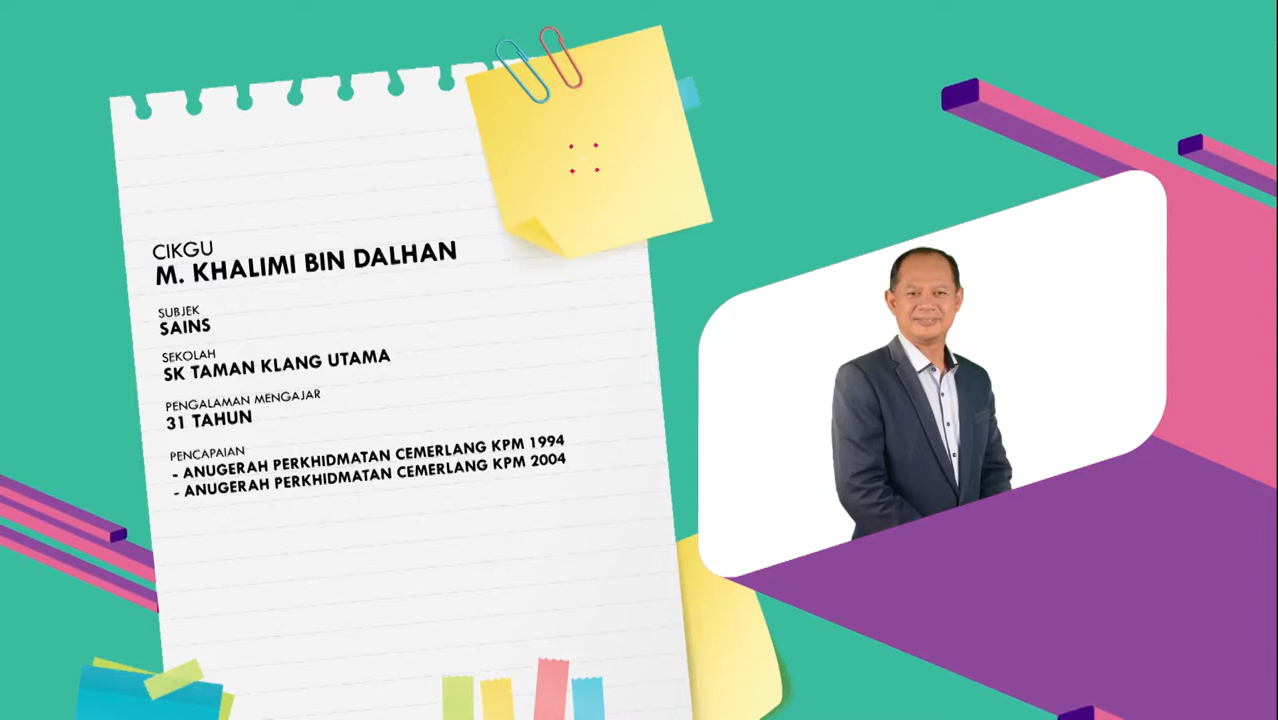 CIKGU
M. KHALIMI BIN DALHAN
SUBJEK
SAINS
SEKOLAH
SK TAMAN KLANG UTAMA
PENGALAMAN MENGAJAR
31 TAHUN
PENCAPAIAN
- ANUGERAH PERKHIDMATAN CEMERLANG KPM 1994
- ANUGERAH PERKHIDMATAN CEMERLANG KPM 2004